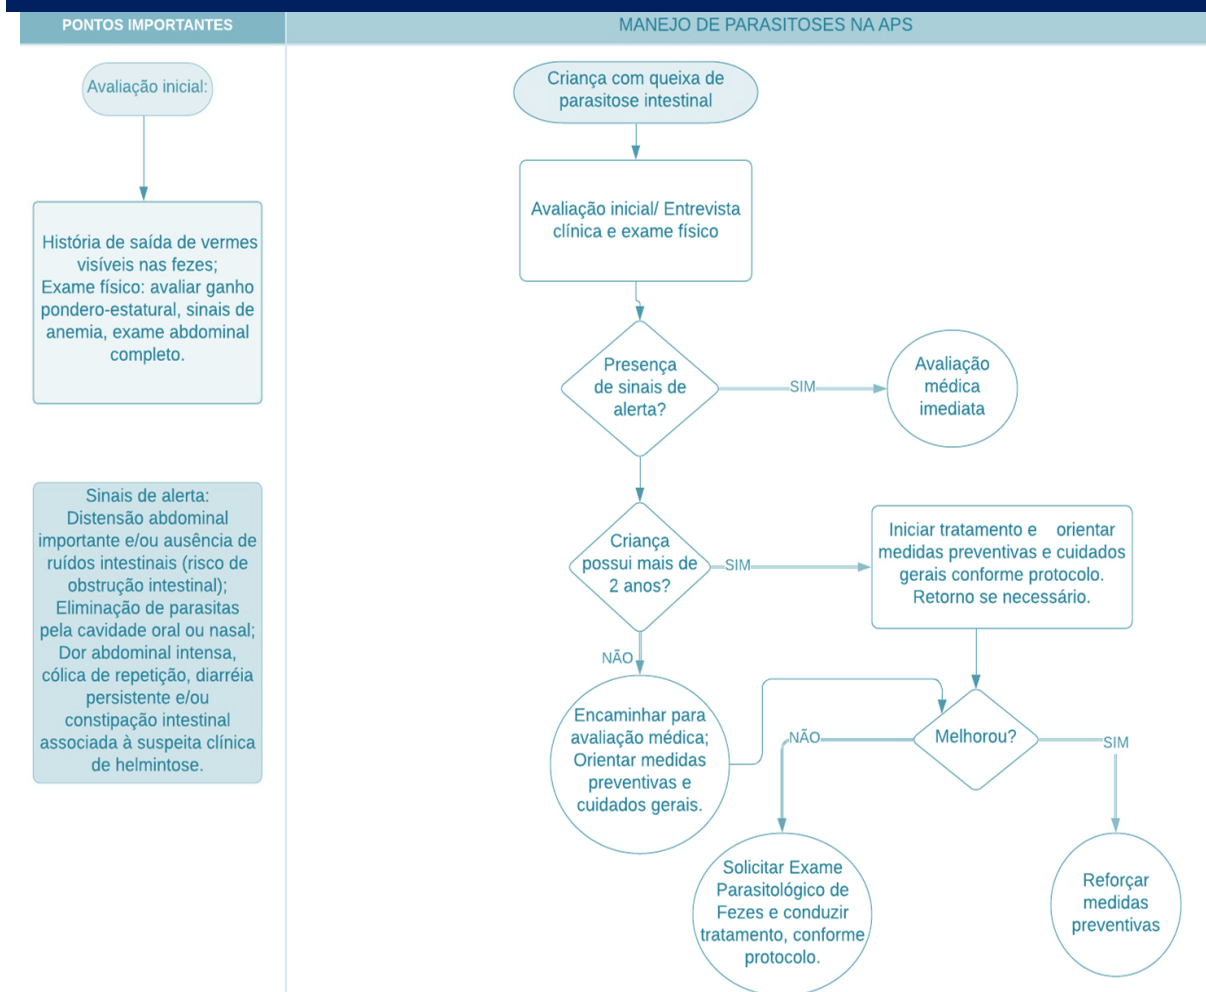 PONTOS IMPORTANTES
MANEJO DE PARASITOSES NA APS
Avaliação inicial:
História de saída de vermes
visíveis nas fezes;
Exame físico: avaliar ganho
pondero-estatural, sinais de
anemia, exame abdominal
completo.
Sinais de alerta:
Distensão abdominal
importante e/ou ausência de
ruídos intestinais (risco de
obstrução intestinal);
Eliminação de parasitas
pela cavidade oral ou nasal;
Dor abdominal intensa,
cólica de repetição, diarréia
persistente e/ou
constipação intestinal
associada à suspeita clínica
de helmintose.
Criança com queixa de
parasitose intestinal
Avaliação inicial/ Entrevista
clínica e exame físico
Presença
de sinais de
alerta?
SIM
Avaliação
médica
imediata
Criança
possui mais de
2 anos?
SIM
Iniciar tratamento e orientar
medidas preventivas e cuidados
gerais conforme protocolo.
Retorno se necessário.
NÃO
Encaminhar para
avaliação médica;
Orientar medidas
preventivas e
cuidados gerais.
Melhorou?
NÃO
SIM
Solicitar Exame
Parasitológico de
Fezes e conduzir
tratamento, conforme
protocolo.
Reforçar
medidas
preventivas